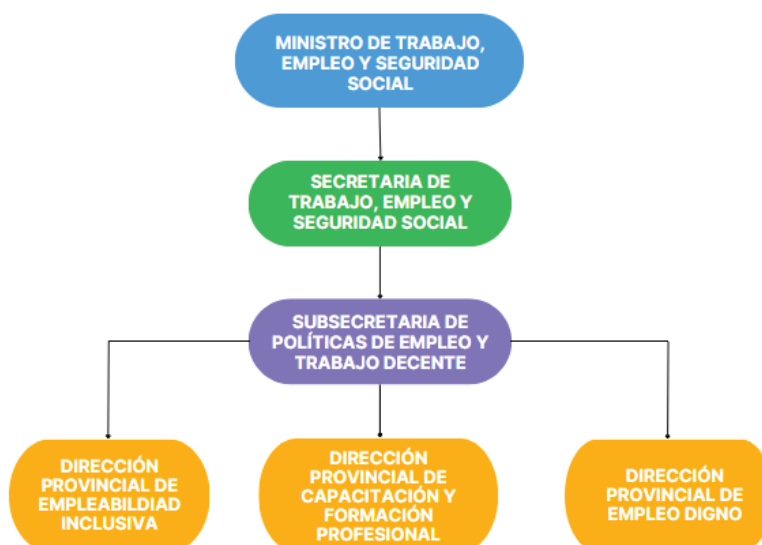 MINISTRO DE TRABAJO,
EMPLEO Y SEGURIDAD
SOCIAL
SECRETARIA DE
TRABAJO, EMPLEO Y
SEGURIDAD SOCIAL
SUBSECRETARIA DE
POLÍTICAS DE EMPLEO Y
TRABAJO DECENTE
DIRECCIÓN
PROVINCIAL DE
EMPLEABILDIAD
INCLUSIVA
DIRECCIÓN
PROVINCIAL DE
CAPACITACIÓN Y
FORMACIÓN
PROFESIONAL
DIRECCIÓN
PROVINCIAL DE
EMPLEO DIGNO